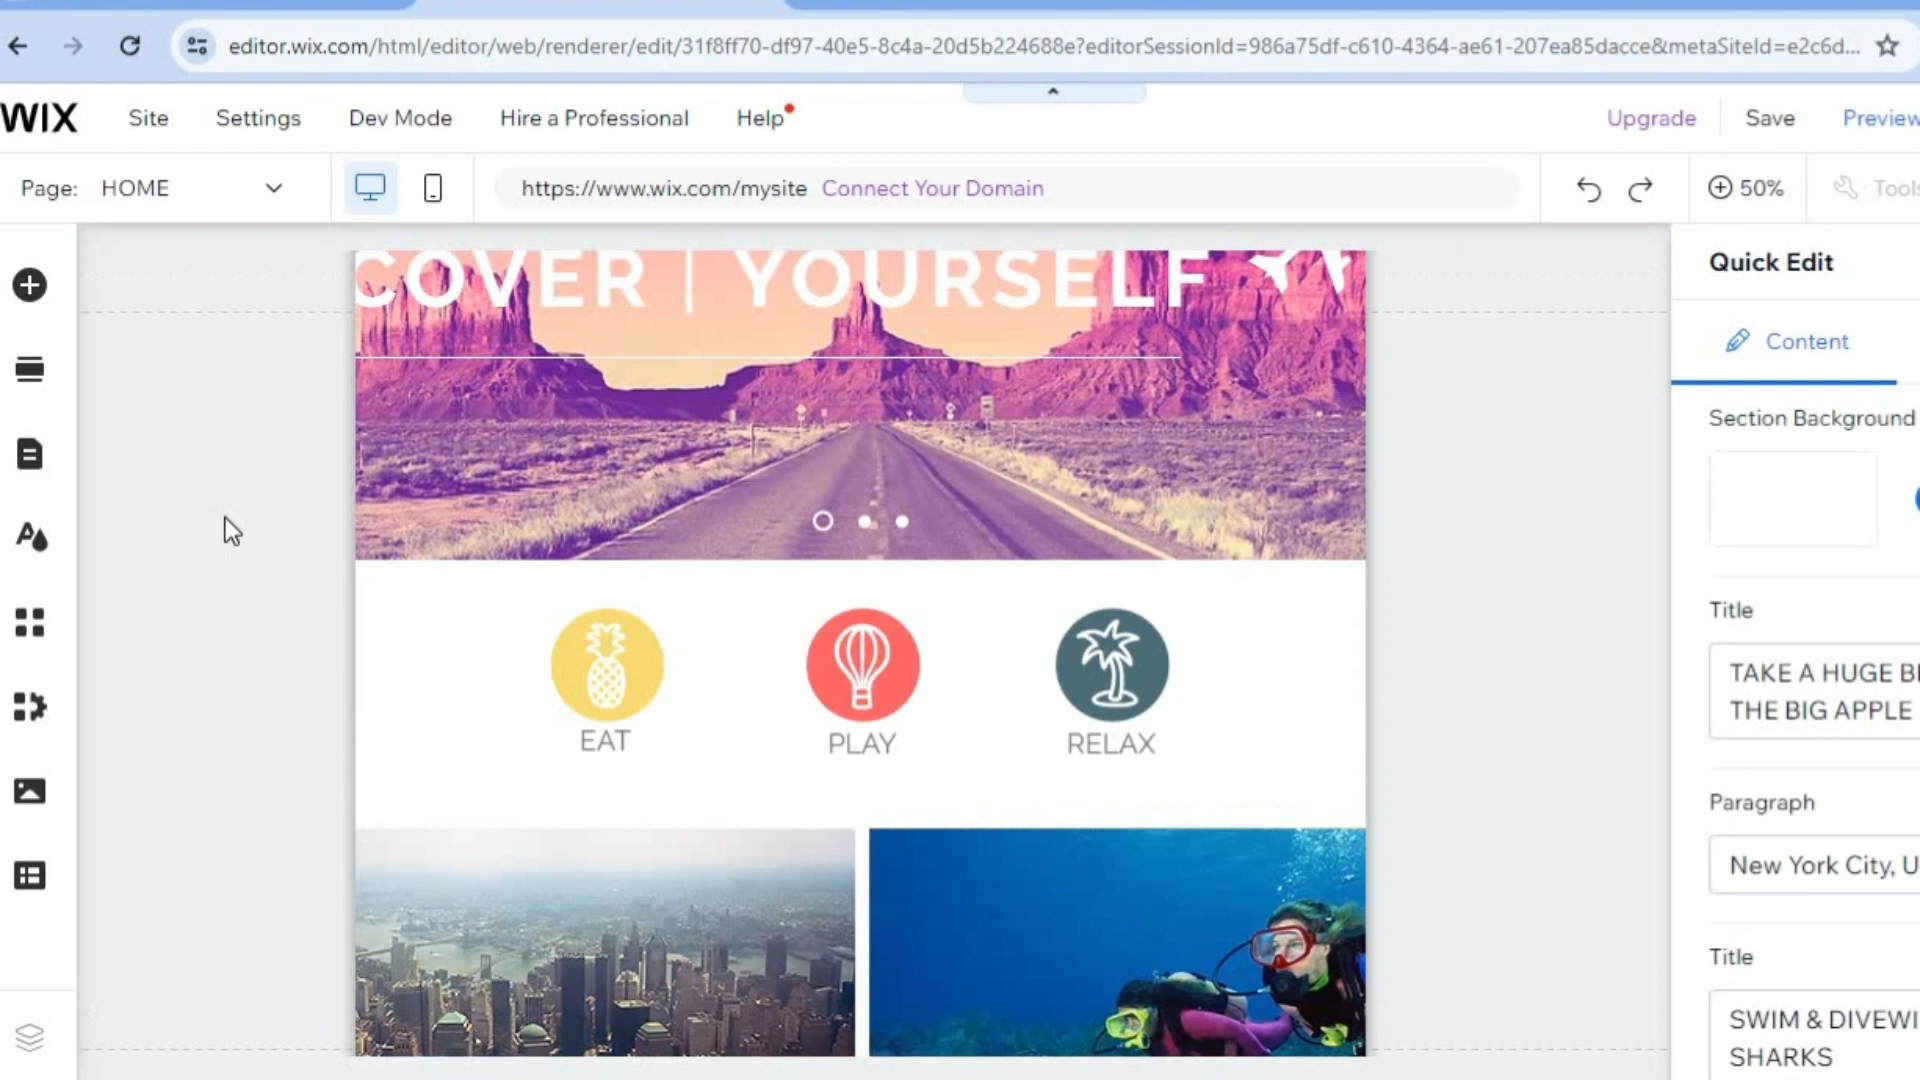 editor.wix.com/html/editor/web/renderer/edit/31f8ff70-df97-40e5-8c4a-20d5b224688e?editorSessionId=986a75df-c610-4364-ae61-207ea85dacce&metaSiteId=e2c6d...
WIX Site Settings Dev Mode Hire a Professional Help Upgrade Save Preview
Page: HOME https://www.wix.com/mysite Connect Your Domain 50% Tools
COVER | YOURSELF
Quick Edit
Content
Section Background
Title
TAKE A HUGE BI
THE BIG APPLE
EAT PLAY RELAX
Paragraph
New York City, U
Title
SWIM & DIVEWI
SHARKS